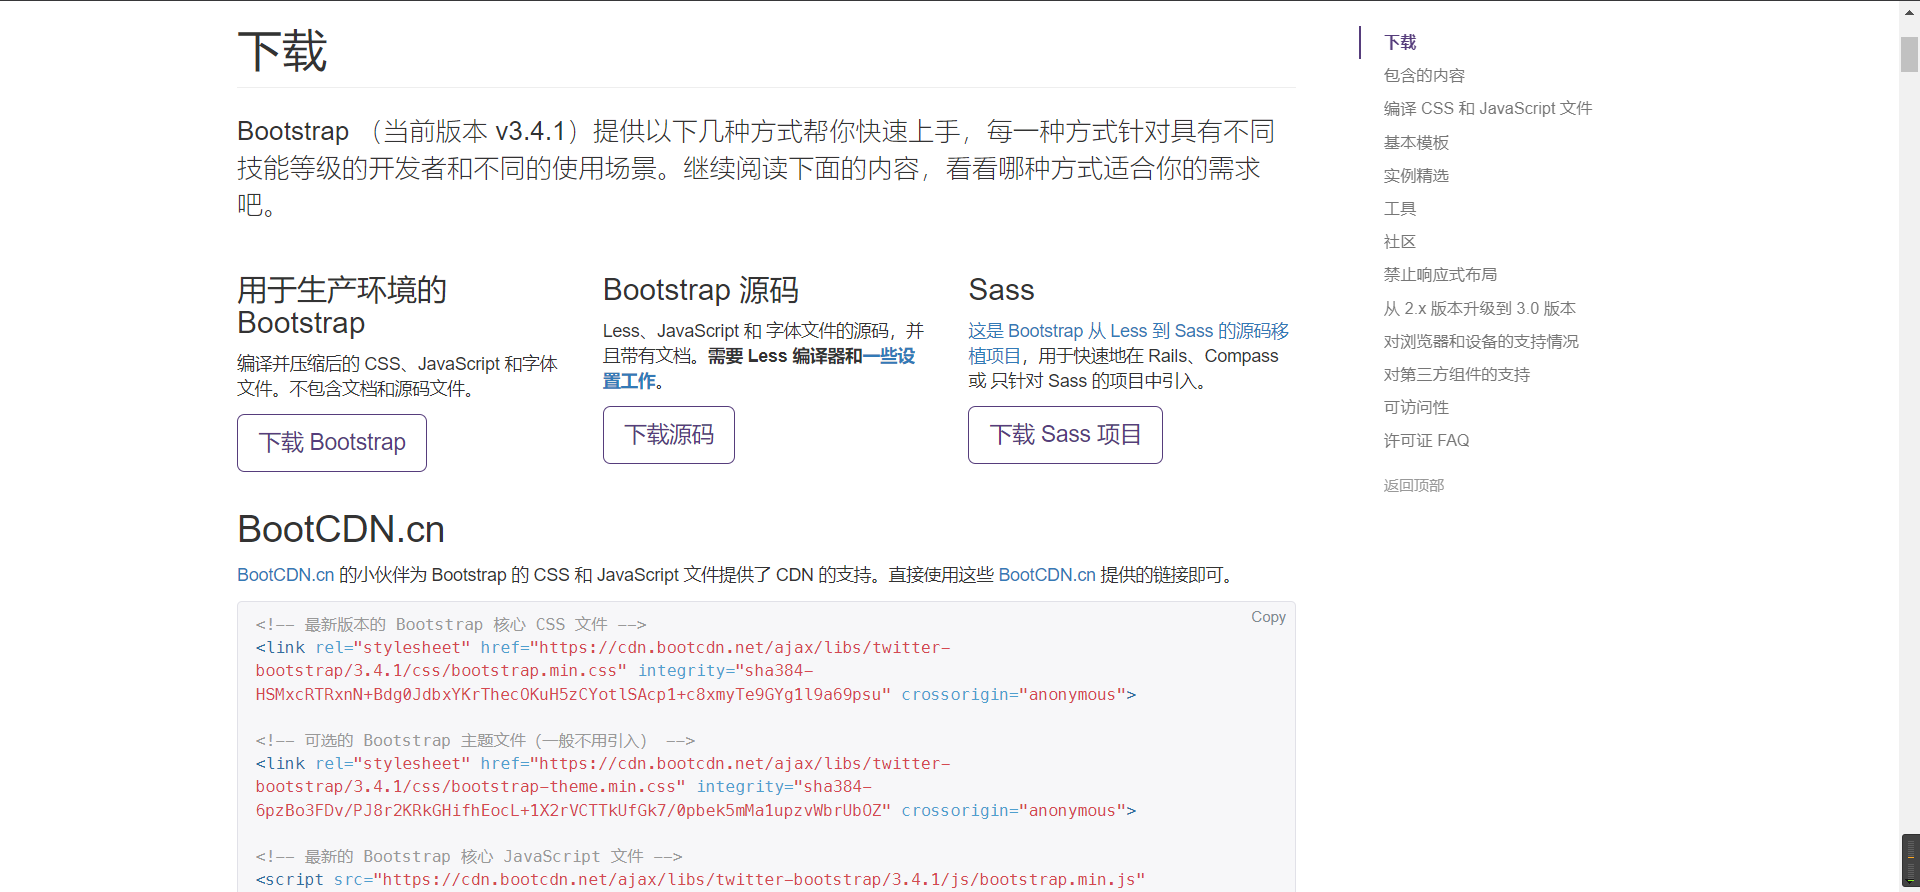 下载
Bootstrap （当前版本 v3.4.1）提供以下几种方式帮你快速上手，每一种方式针对具有不同
技能等级的开发者和不同的使用场景。继续阅读下面的内容，看看哪种方式适合你的需求
吧。
用于生产环境的
Bootstrap
编译并压缩后的 CSS、JavaScript 和字体
文件。不包含文档和源码文件。
下载 Bootstrap
Bootstrap 源码
Less、JavaScript 和 字体文件的源码，并
且带有文档。需要 Less 编译器和一些设
置工作。
下载源码
Sass
这是 Bootstrap 从 Less 到 Sass 的源码移
植项目，用于快速地在 Rails、Compass
或 只针对 Sass 的项目中引入。
下载 Sass 项目
BootCDN.cn
BootCDN.cn 的小伙伴为 Bootstrap 的 CSS 和 JavaScript 文件提供了 CDN 的支持。直接使用这些 BootCDN.cn 提供的链接即可。
Copy
<!-- 最新版本的 Bootstrap 核心 CSS 文件 -->
<link rel="stylesheet" href="https://cdn.bootcdn.net/ajax/libs/twitter-
bootstrap/3.4.1/css/bootstrap.min.css" integrity="sha384-
HSMxcRTRxnN+Bdg0JdbxYKrThecOKuH5zCYotlSAcp1+c8xmyTe9GYg1l9a69psu" crossorigin="anonymous">
<!-- 可选的 Bootstrap 主题文件（一般不用引入） -->
<link rel="stylesheet" href="https://cdn.bootcdn.net/ajax/libs/twitter-
bootstrap/3.4.1/css/bootstrap-theme.min.css" integrity="sha384-
6pzBo3FDv/PJ8r2KRkGHifhEocL+1X2rVCTTkUfGk7/0pbek5mMa1upzvWbrUbOZ" crossorigin="anonymous">
<!-- 最新的 Bootstrap 核心 JavaScript 文件 -->
<script src="https://cdn.bootcdn.net/ajax/libs/twitter-bootstrap/3.4.1/js/bootstrap.min.js"
下载
包含的内容
编译 CSS 和 JavaScript 文件
基本模板
实例精选
工具
社区
禁止响应式布局
从 2.x 版本升级到 3.0 版本
对浏览器和设备的支持情况
对第三方组件的支持
可访问性
许可证 FAQ
返回顶部